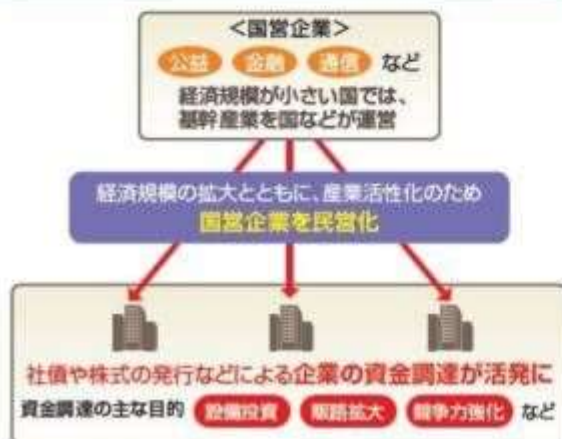 <国営企業>
公益 金融 通信 など
経済規模が小さい国では、
基幹産業を国などが運営
経済規模の拡大とともに、産業活性化のため
国営企業を民営化
社債や株式の発行などによる企業の資金調達が活発に
資金調達の主な目的 設備投資 販路拡大 競争力強化 など